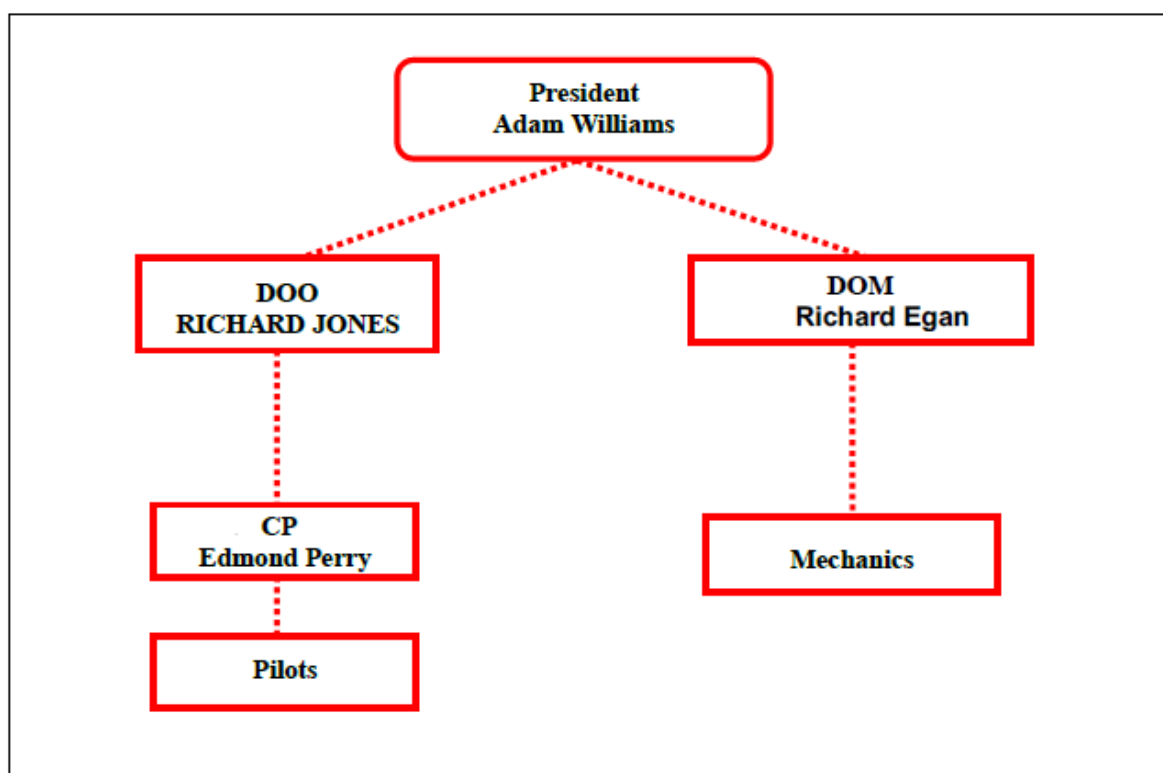 President
Adam Williams
DOO
RICHARD JONES
DOM
Richard Egan
CP
Edmond Perry
Mechanics
Pilots